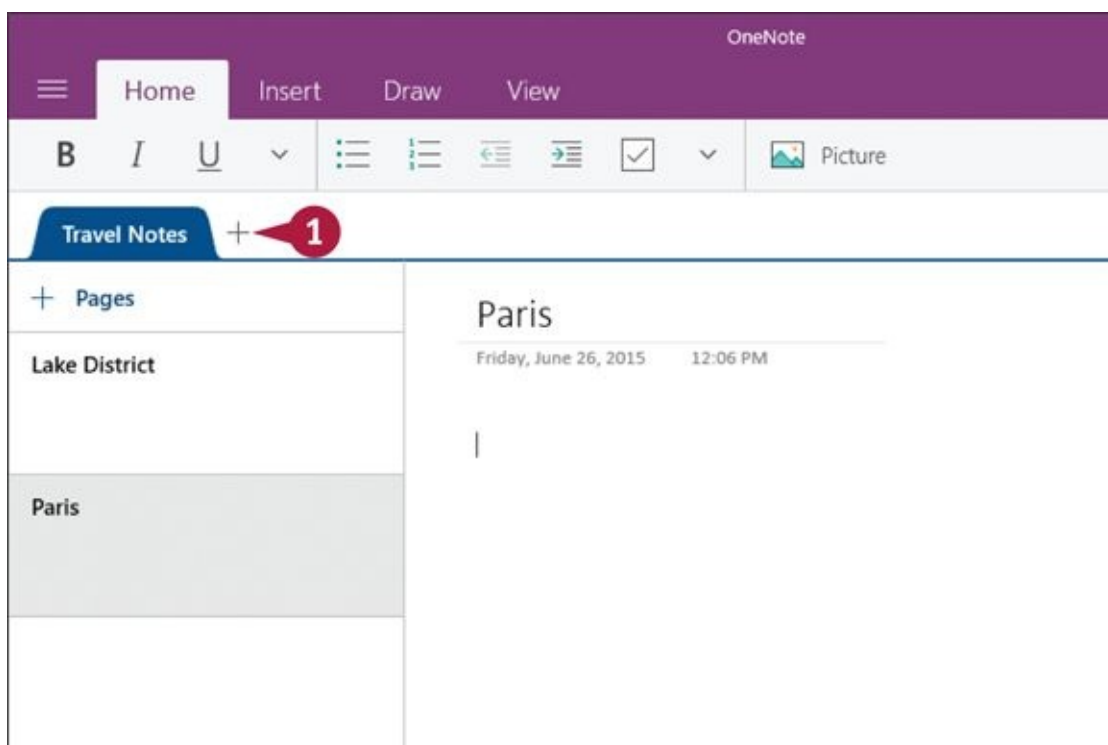 OneNote
Home Insert Draw View
B I U Picture
Travel Notes + 1
+ Pages
Paris
Friday, June 26, 2015 12:06 PM
Lake District
Paris